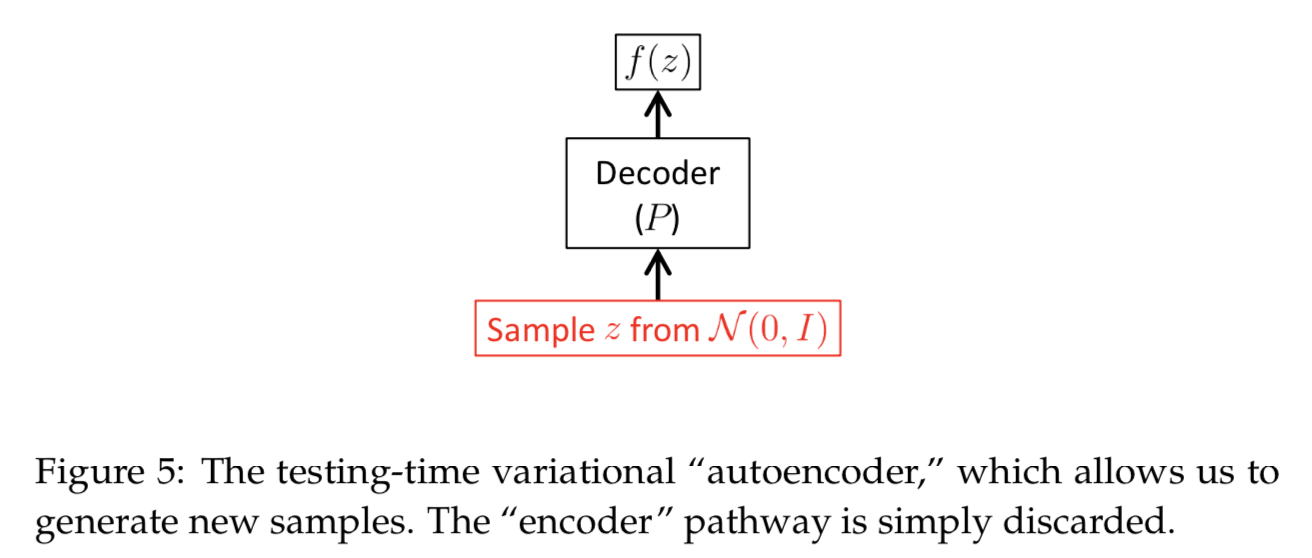 f(z)
Decoder
(P)
Sample z from 𝒩(0, I)
Figure 5: The testing-time variational “autoencoder,” which allows us to
generate new samples. The “encoder” pathway is simply discarded.